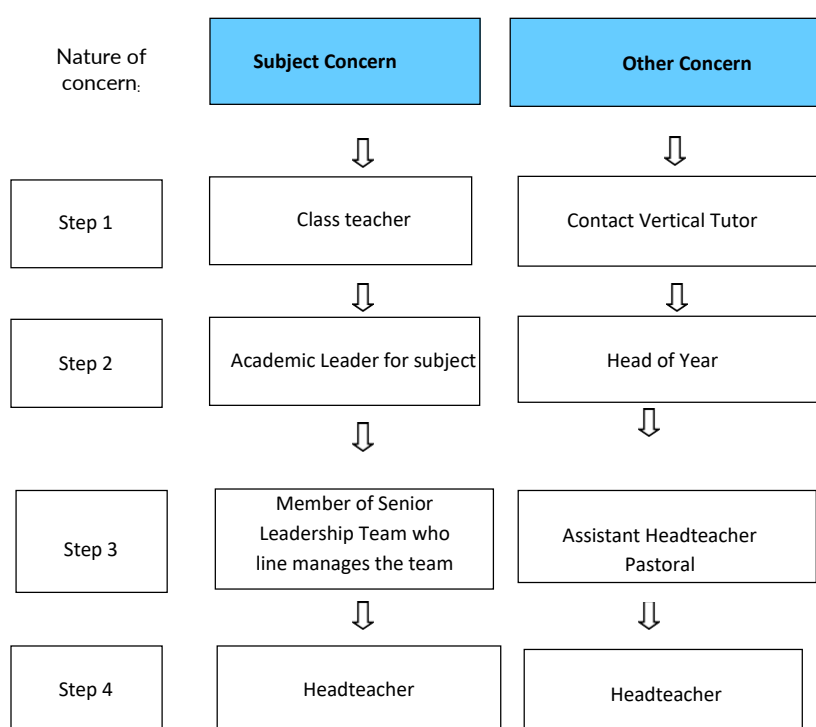 Nature of
concern:
Subject Concern
Other Concern
Step 1
Class teacher
Contact Vertical Tutor
Step 2
Academic Leader for subject
Head of Year
Step 3
Member of Senior
Leadership Team who
line manages the team
Assistant Headteacher
Pastoral
Step 4
Headteacher
Headteacher